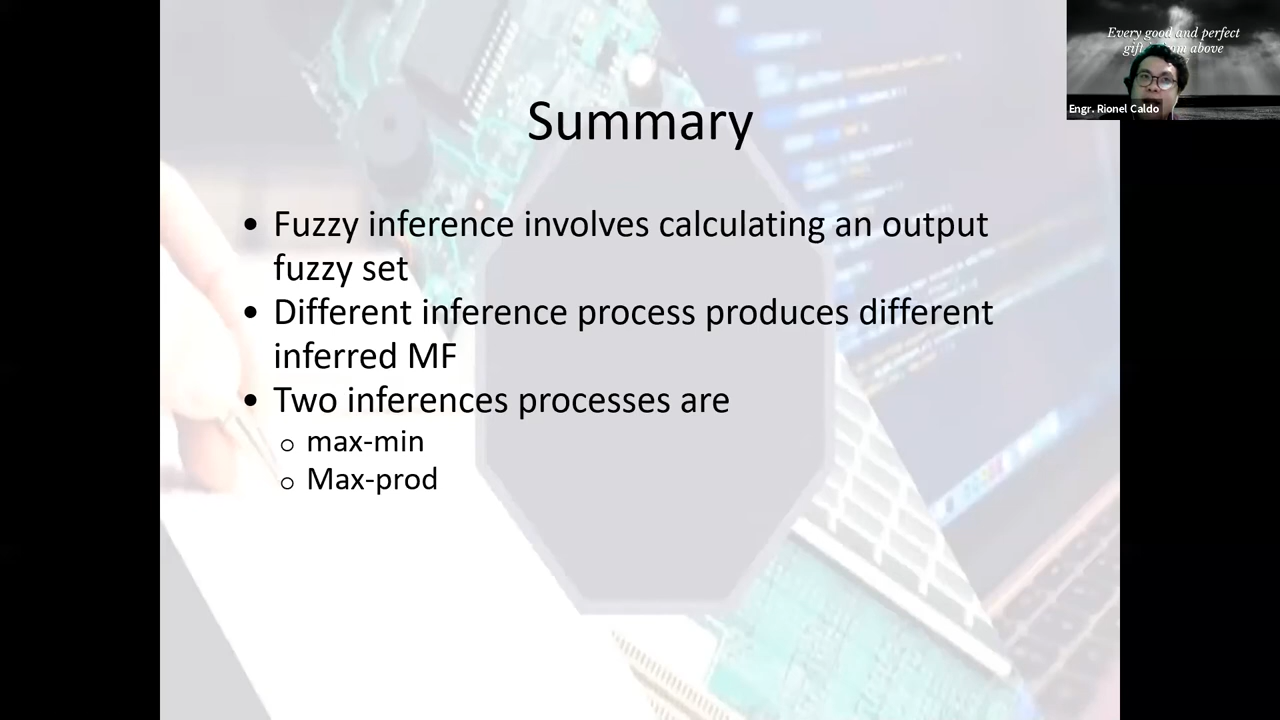 Every good and perfect
above
Engr. Rionel Caldo
Summary
• Fuzzy inference involves calculating an output
fuzzy set
• Different inference process produces different
inferred MF
• Two inferences processes are
o max-min
o Max-prod